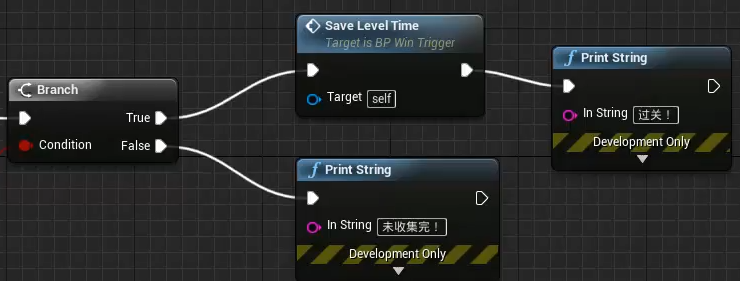 Branch
True
Condition
False
Save Level Time
Target is BP Win Trigger
Target self
Print String
In String 过关！
Development Only
Print String
In String 未收集完！
Development Only